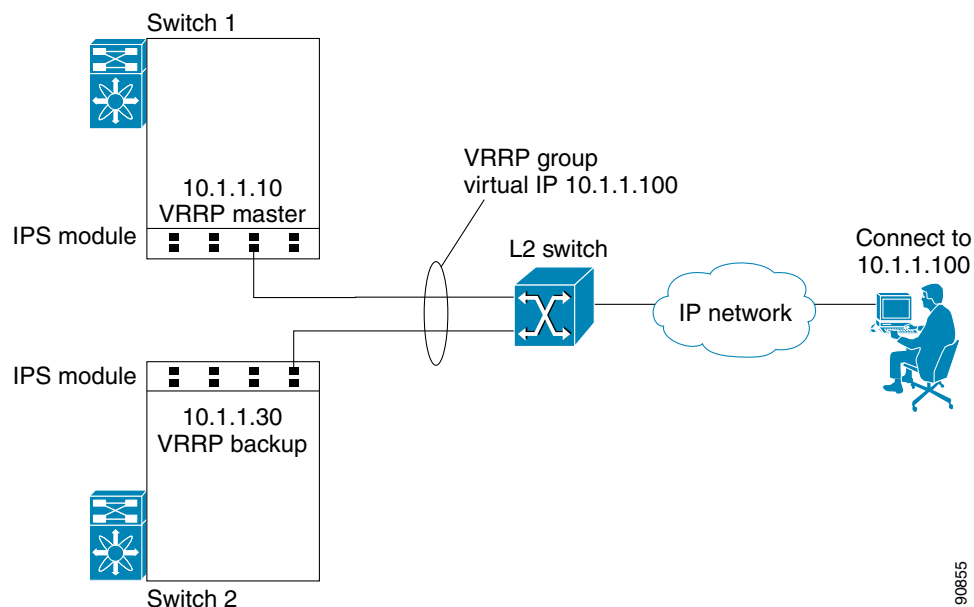 Switch 1
10.1.1.10
VRRP master
IPS module
VRRP group
virtual IP 10.1.1.100
L2 switch
IP network
Connect to
10.1.1.100
IPS module
10.1.1.30
VRRP backup
Switch 2
90855